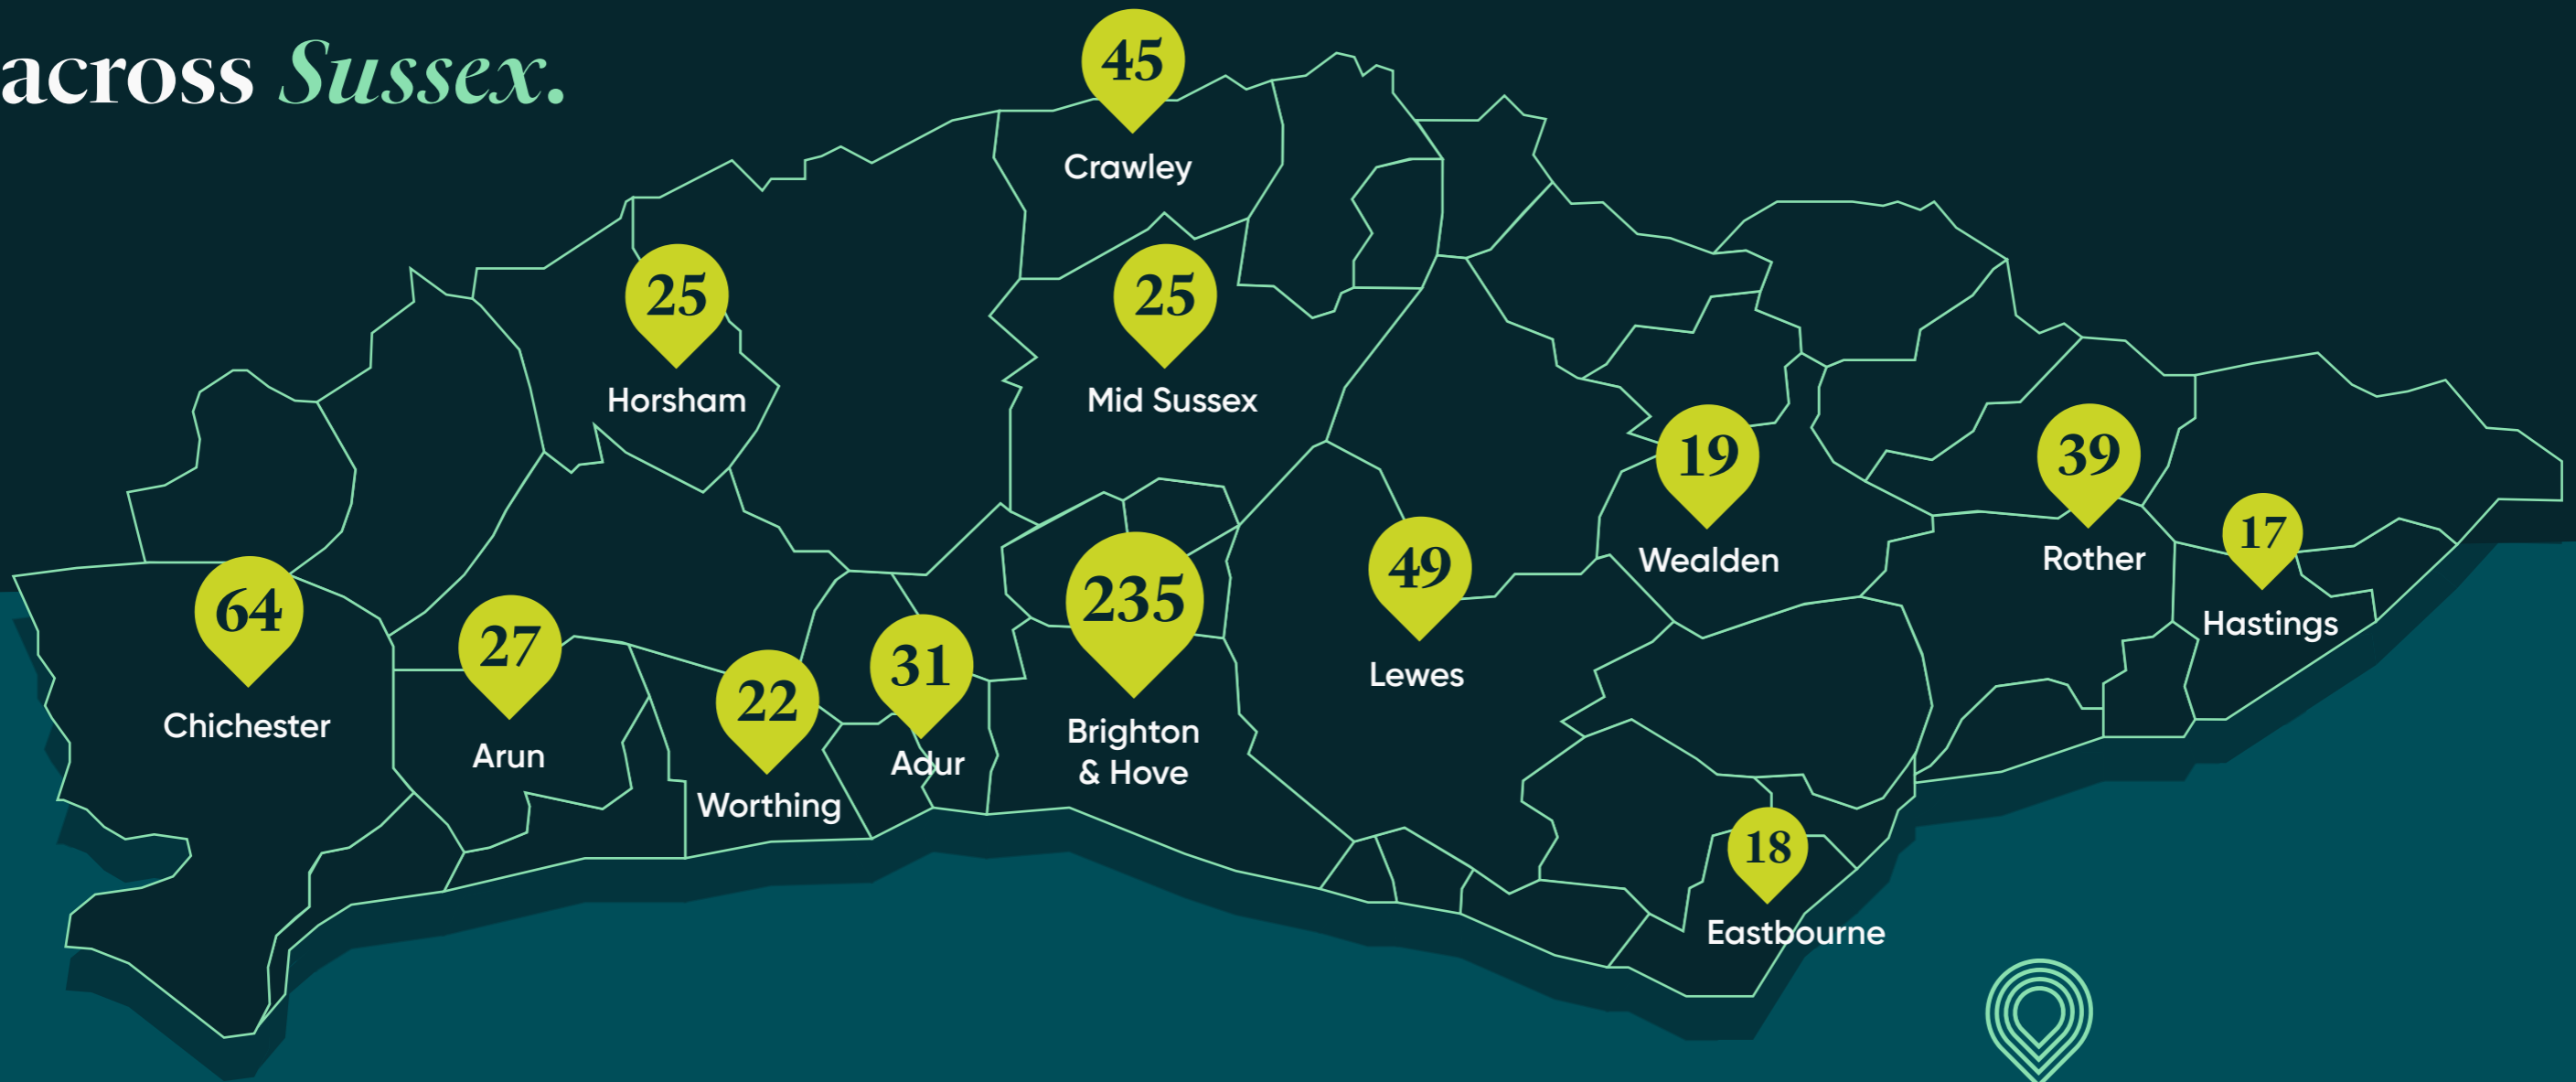 across Sussex.
45
Crawley
25
Horsham
25
Mid Sussex
19
Wealden
39
Rother
17
Hastings
64
Chichester
27
Arun
22
Worthing
31
Adur
235
Brighton
& Hove
49
Lewes
18
Eastbourne